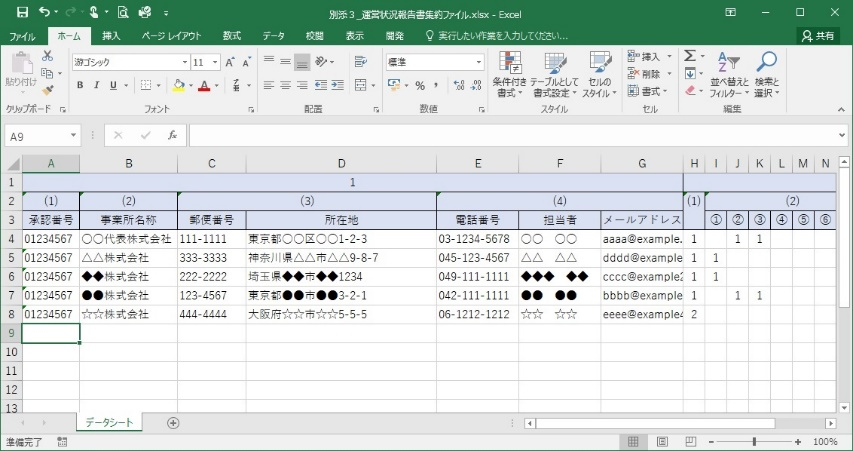 別添３_運営状況報告書集約ファイル.xlsx - Excel
ファイル ホーム 挿入 ページ レイアウト 数式 データ 校閲 表示 開発 実行したい作業を入力してください... 共有
貼り付け 游ゴシック 11 A A 標準 条件付き書式 テーブルとして書式設定 セルのスタイル 挿入 削除 書式 並べ替えとフィルター 検索と選択
B I U A % ,
クリップボード フォント 配置 数値 スタイル セル 編集
A9 fx
A B C D E F G H I J K L M N
1 1
2 (1) (2) (3) (4) (1) (2)
3 承認番号 事業所名称 郵便番号 所在地 電話番号 担当者 メールアドレス ① ② ③ ④ ⑤ ⑥
4 01234567 〇〇代表株式会社 111-1111 東京都〇〇区〇〇1-2-3 03-1234-5678 〇〇 〇〇 aaaa@example. 1 1 1
5 01234567 △△株式会社 333-3333 神奈川県△△市△△9-8-7 045-123-4567 △△ △△ dddd@example 1 1
6 01234567 ◆◆株式会社 222-2222 埼玉県◆◆市◆◆1234 049-111-1111 ◆◆◆ ◆◆ cccc@example2 1 1
7 01234567 ●●株式会社 123-4567 東京都●●市●●3-2-1 042-111-1111 ●● ●● bbbb@example 1 1 1
8 01234567 ☆☆株式会社 444-4444 大阪府☆☆市☆☆5-5-5 06-1212-1212 ☆☆ ☆☆ eeee@example4 2
9
10
11
12
13
データシート
準備完了 100%